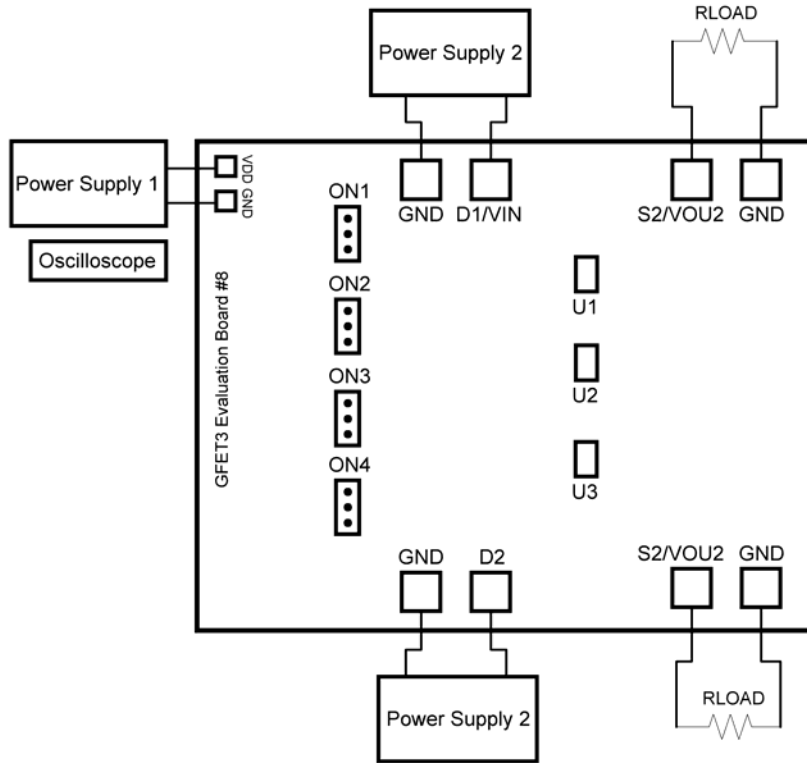 RLOAD
Power Supply 2
Power Supply 1
VDD
GND
Oscilloscope
GND
D1/VIN
S2/VOU2
GND
ON1
ON2
ON3
ON4
GFET3 Evaluation Board #8
U1
U2
U3
GND
D2
S2/VOU2
GND
Power Supply 2
RLOAD